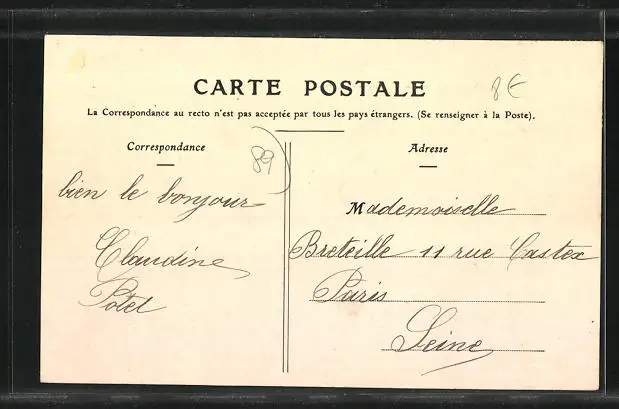 CARTE POSTALE
8€
La Correspondance au recto n'est pas acceptée par tous les pays étrangers. (Se renseigner à la Poste).
Correspondance
89
bien le bonjour
Claudine
Potel
Adresse
Mademoiselle
Breteille 11 rue Castex
Paris
Seine